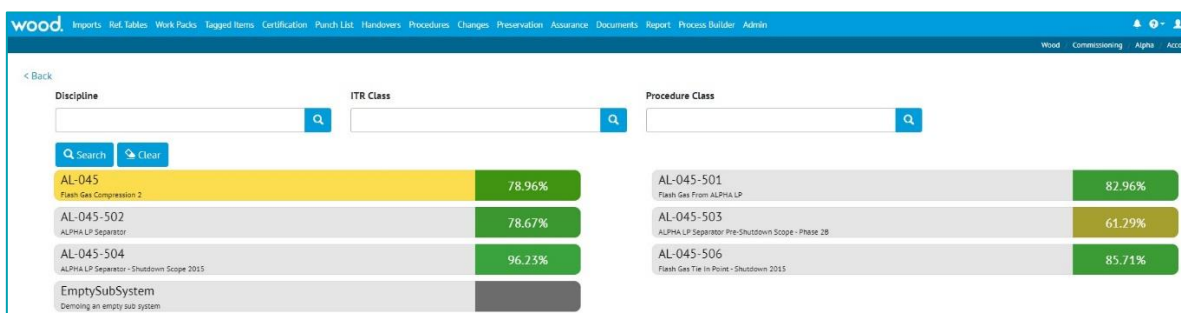 wood. Imports Ref. Tables Work Packs Tagged Items Certification Punch List Handovers Procedures Changes Preservation Assurance Documents Report Process Builder Admin
Wood Commissioning Alpha
< Back
Discipline ITR Class Procedure Class
Search Clear
AL-045 78.96% AL-045-501 82.96%
Flash Gas Compression 2 Flash Gas From ALPHA LP
AL-045-502 78.67% AL-045-503 61.29%
ALPHA LP Separator ALPHA LP Separator Pre-Shutdown Scope - Phase 2B
AL-045-504 96.23% AL-045-506 85.71%
ALPHA LP Separator - Shutdown Scope 2015 Flash Gas Tie In Point - Shutdown 2015
EmptySubSystem
Demoing an empty sub system